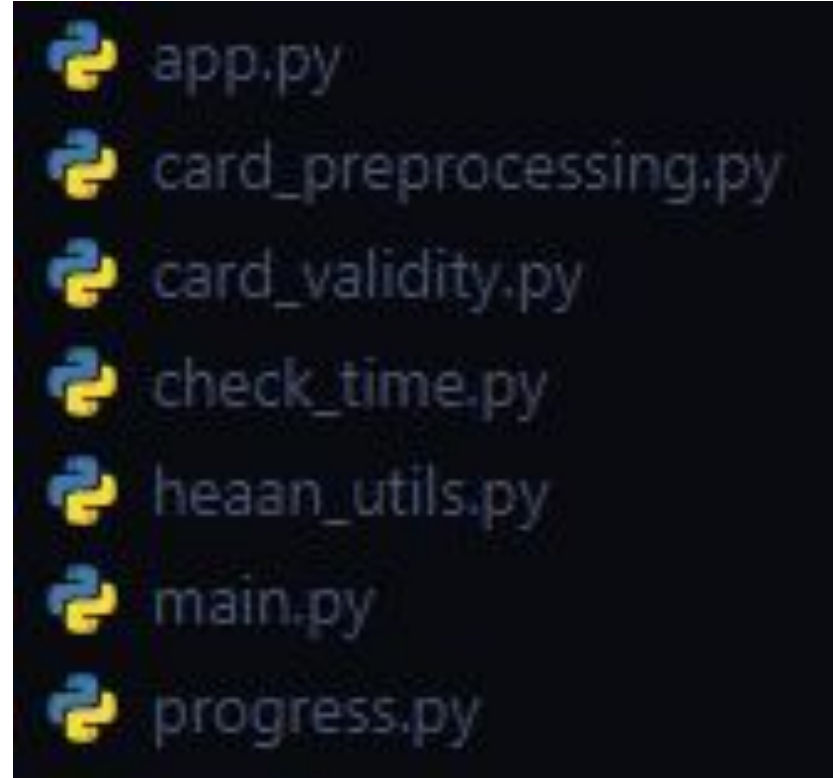 app.py
card_preprocessing.py
card_validity.py
check_time.py
heaan_utils.py
main.py
progress.py